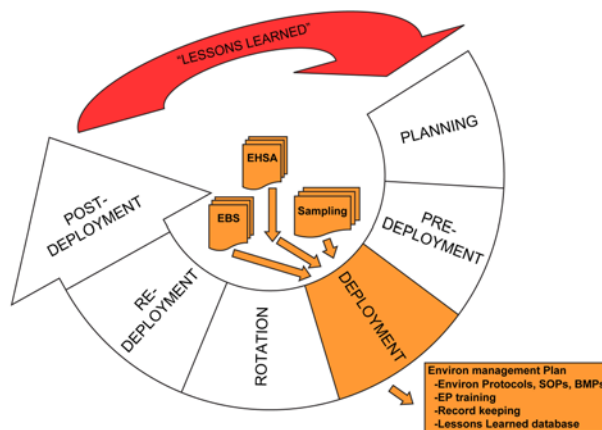 "LESSONS LEARNED"
PLANNING
PRE-
DEPLOYMENT
DEPLOYMENT
ROTATION
RE-
DEPLOYMENT
POST-
DEPLOYMENT
EHSA
EBS
Sampling
Environ management Plan
-Environ Protocols, SOPs, BMPs
-EP training
-Record keeping
-Lessons Learned database